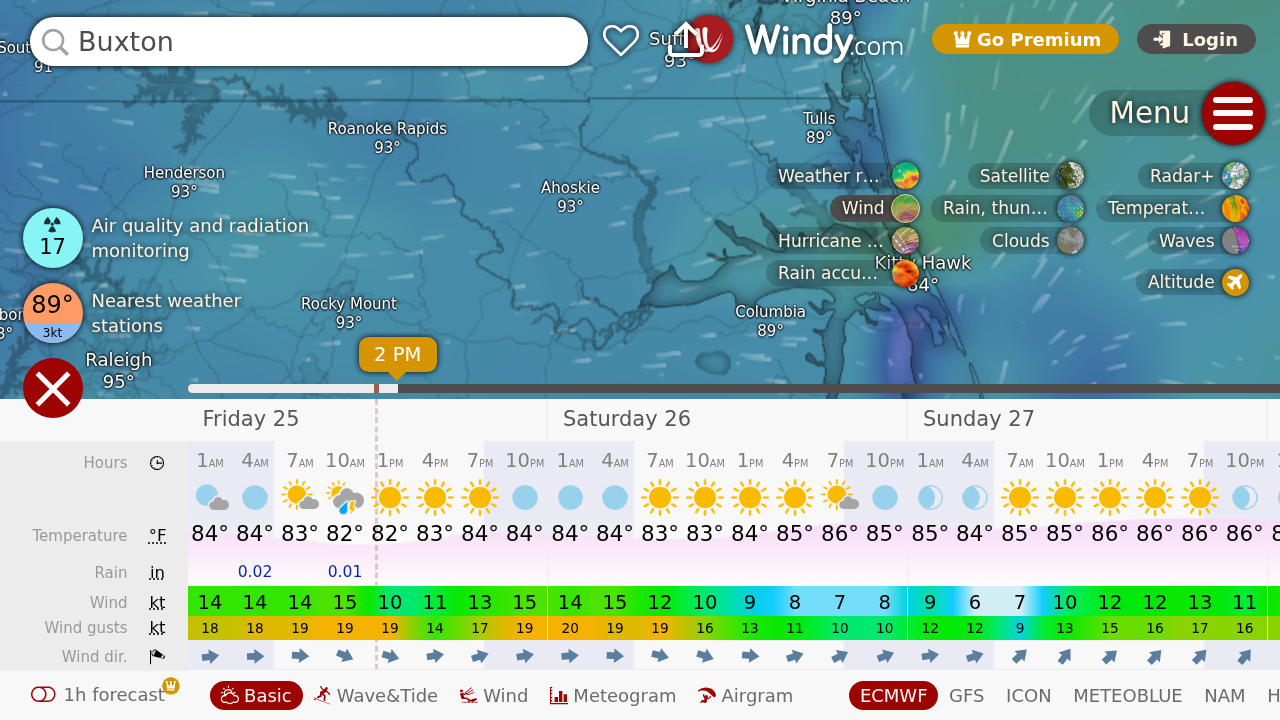 Virginia Beach
89°
Buxton
Suff
93°
Windy.com
Go Premium
Login
Sout
91
Menu
Tulls
89°
Roanoke Rapids
93°
Henderson
93°
Ahoskie
93°
Weather r...
Satellite
Radar+
Wind
Rain, thun...
Temperat...
Hurricane ...
Clouds
Waves
Rain accu...
Kitty Hawk
84°
Altitude
17
Air quality and radiation
monitoring
89°
3kt
Nearest weather
stations
Rocky Mount
93°
Columbia
89°
Raleigh
95°
2 PM
Friday 25
Saturday 26
Sunday 27
Hours 1AM 4AM 7AM 10AM 1PM 4PM 7PM 10PM 1AM 4AM 7AM 10AM 1PM 4PM 7PM 10PM 1AM 4AM 7AM 10AM 1PM 4PM 7PM 10PM
Temperature °F 84° 84° 83° 82° 82° 83° 84° 84° 84° 84° 83° 83° 84° 85° 86° 85° 85° 84° 85° 85° 86° 86° 86° 86° 8
Rain in 0.02 0.01
Wind kt 14 14 14 15 10 11 13 15 14 15 12 10 9 8 7 8 9 6 7 10 12 12 13 11
Wind gusts kt 18 18 19 19 19 14 17 19 20 19 19 16 13 11 10 10 12 12 9 13 15 16 17 16
Wind dir.
1h forecast
Basic
Wave&Tide
Wind
Meteogram
Airgram
ECMWF
GFS
ICON
METEOBLUE
NAM
H